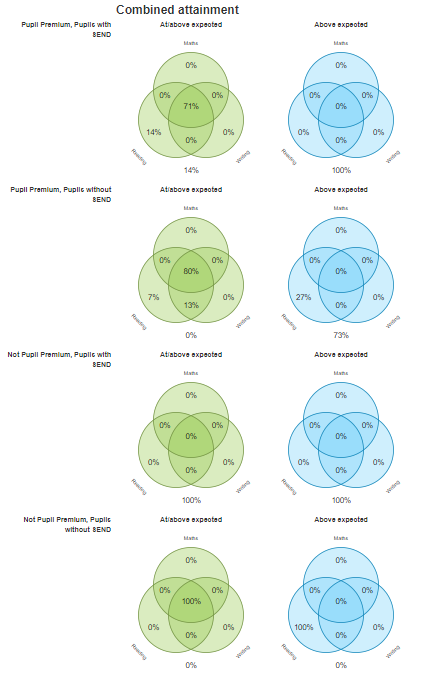 Combined attainment
Pupil Premium, Pupils with
SEND
At/above expected
Above expected
Maths
Maths
0%
0%
0%
0%
0%
0%
71%
0%
14%
0%
0%
0%
0%
0%
Reading
Writing
Reading
Writing
14%
100%
Pupil Premium, Pupils without
SEND
At/above expected
Above expected
Maths
Maths
0%
0%
0%
0%
0%
0%
80%
0%
7%
0%
27%
0%
13%
0%
Reading
Writing
Reading
Writing
0%
73%
Not Pupil Premium, Pupils with
SEND
At/above expected
Above expected
Maths
Maths
0%
0%
0%
0%
0%
0%
0%
0%
0%
0%
0%
0%
0%
0%
Reading
Writing
Reading
Writing
100%
100%
Not Pupil Premium, Pupils
without SEND
At/above expected
Above expected
Maths
Maths
0%
0%
0%
0%
0%
0%
100%
0%
0%
0%
100%
0%
0%
0%
Reading
Writing
Reading
Writing
0%
0%